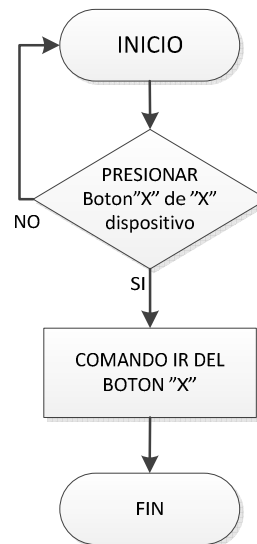 INICIO
PRESIONAR
Boton”X” de ”X”
dispositivo
NO
SI
COMANDO IR DEL
BOTON ”X”
FIN